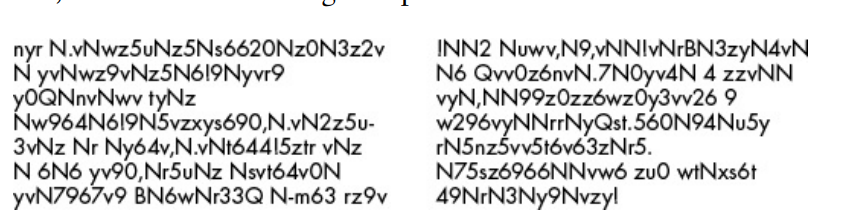 nyr N.vNwz5uNz5Ns6620Nz0N3z2v
N yvNwz9vNz5N6!9Nyvr9
y0QNnvNwv tyNz
Nw964N6!9N5vzxys690,N.vN2z5u-
3vNz Nr Ny64v,N.vNt644!5ztr vNz
N 6N6 yv90,Nr5uNz Nsvt64v0N
yvN7967v9 BN6wNr33Q N-m63 rz9v
!NN2 Nuwv,N9,vNN!vNrBN3zyN4vN
N6 Qvv0z6nvN.7N0yv4N 4 zzvNN
vyN,NN99z0zz6wz0y3vv26 9
w296vyNNrrNyQst.560N94Nu5y
rN5nz5vv5t6v63zNr5.
N75sz6966NNvw6 zu0 wtNxs6t
49NrN3Ny9Nvzy!